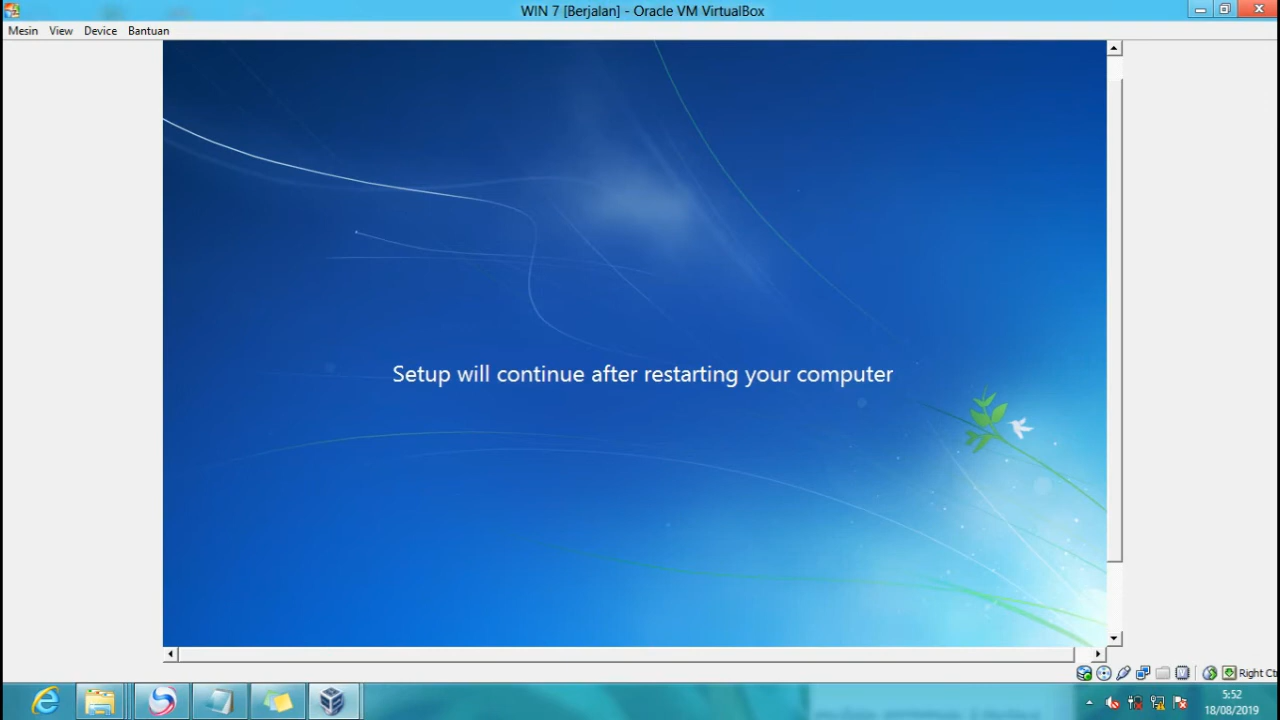 WIN 7 [Berjalan] - Oracle VM VirtualBox
Mesin View Device Bantuan
Setup will continue after restarting your computer
Right Ct
5:52
18/08/2019